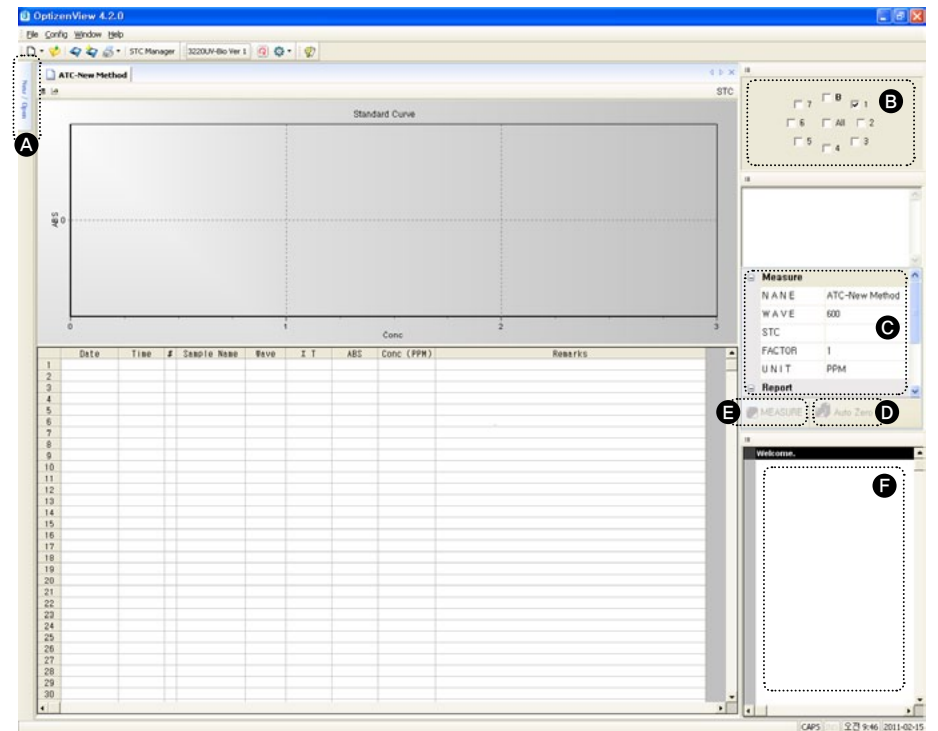 OptizenView 4.2.0
File Config Window Help
STC Manager 3220UV-Bio Ver 1
New / Open
ATC-New Method
STC
A
Standard Curve
ABS
0
0 1 2 3
Conc
B
7 B 1
6 All 2
5 4 3
Measure
NANE ATC-New Method
WAVE 600
STC
FACTOR 1
UNIT PPM
Report
C
E MEASURE Auto Zero D
Welcome.
F
Date Time # Sample Name Wave % T ABS Conc (PPM) Remarks
1
2
3
4
5
6
7
8
9
10
11
12
13
14
15
16
17
18
19
20
21
22
23
24
25
26
27
28
29
30
CAPS 오전 9:46 2011-02-15